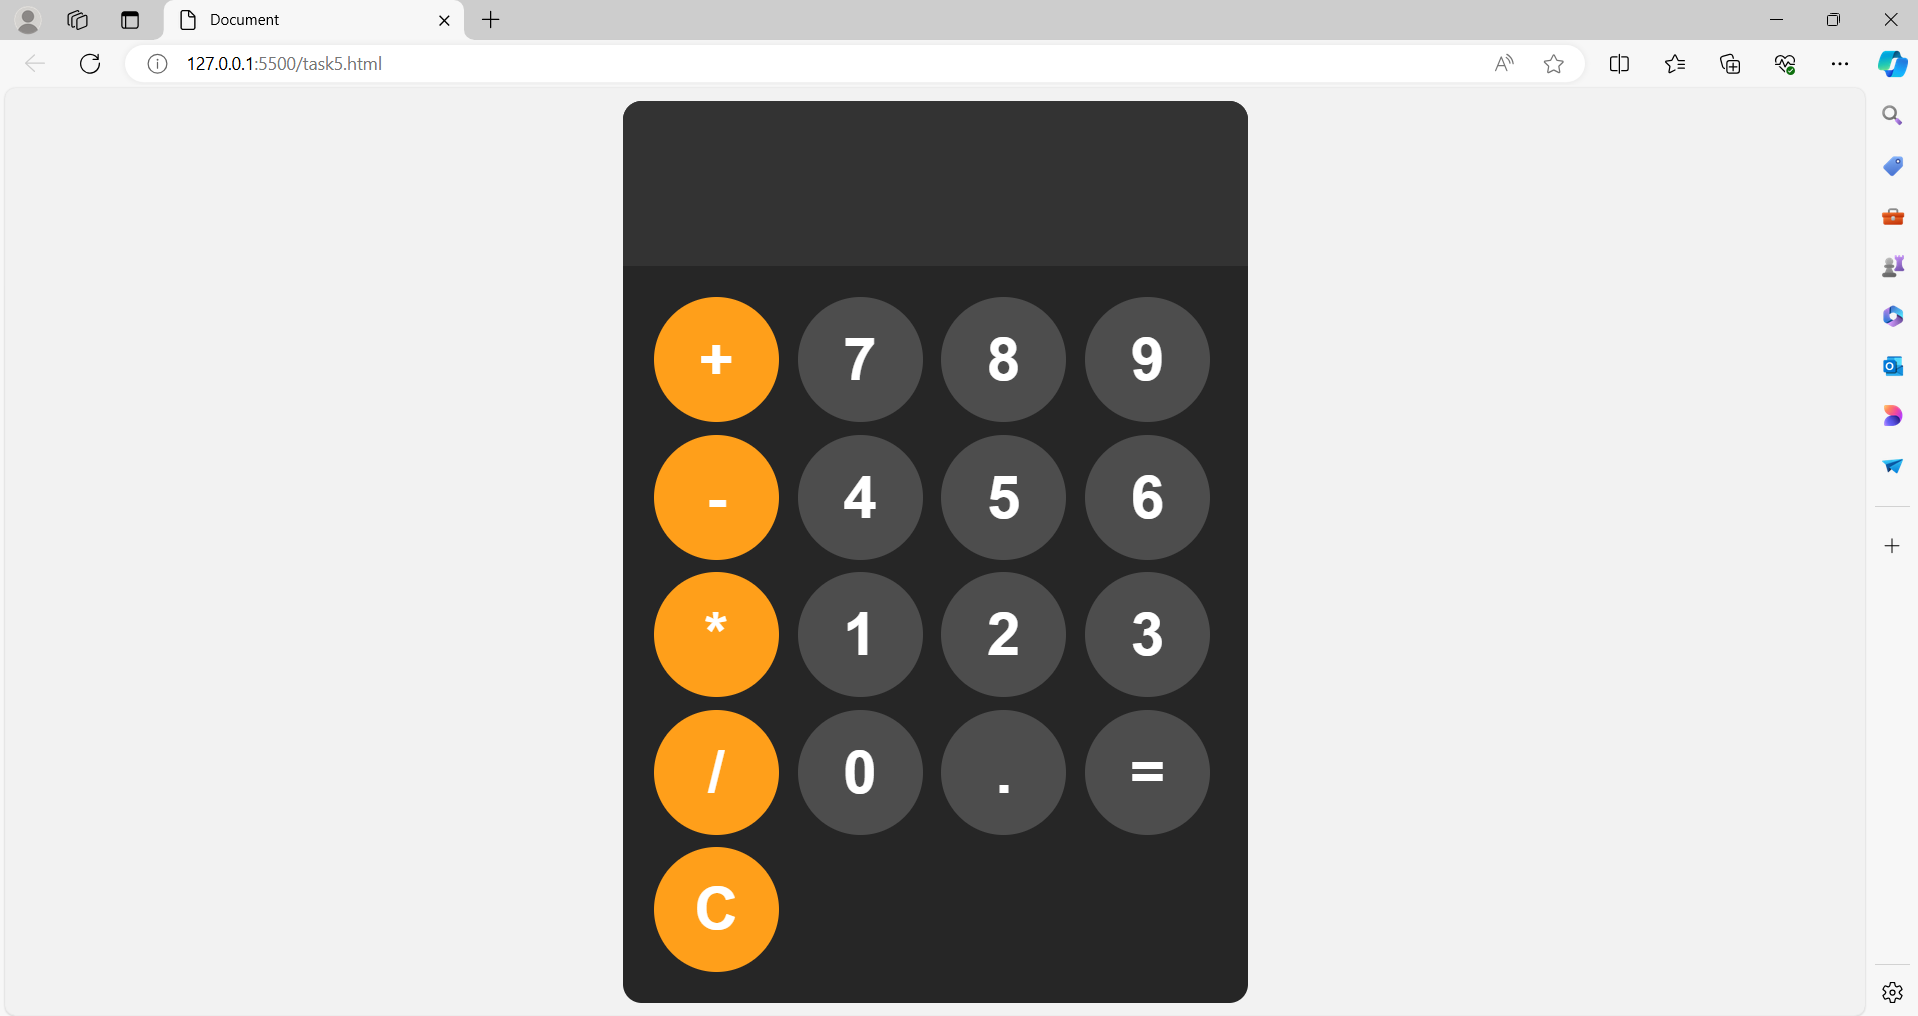 Document
127.0.0.1:5500/task5.html
+ 7 8 9
- 4 5 6
* 1 2 3
/ 0 . =
C